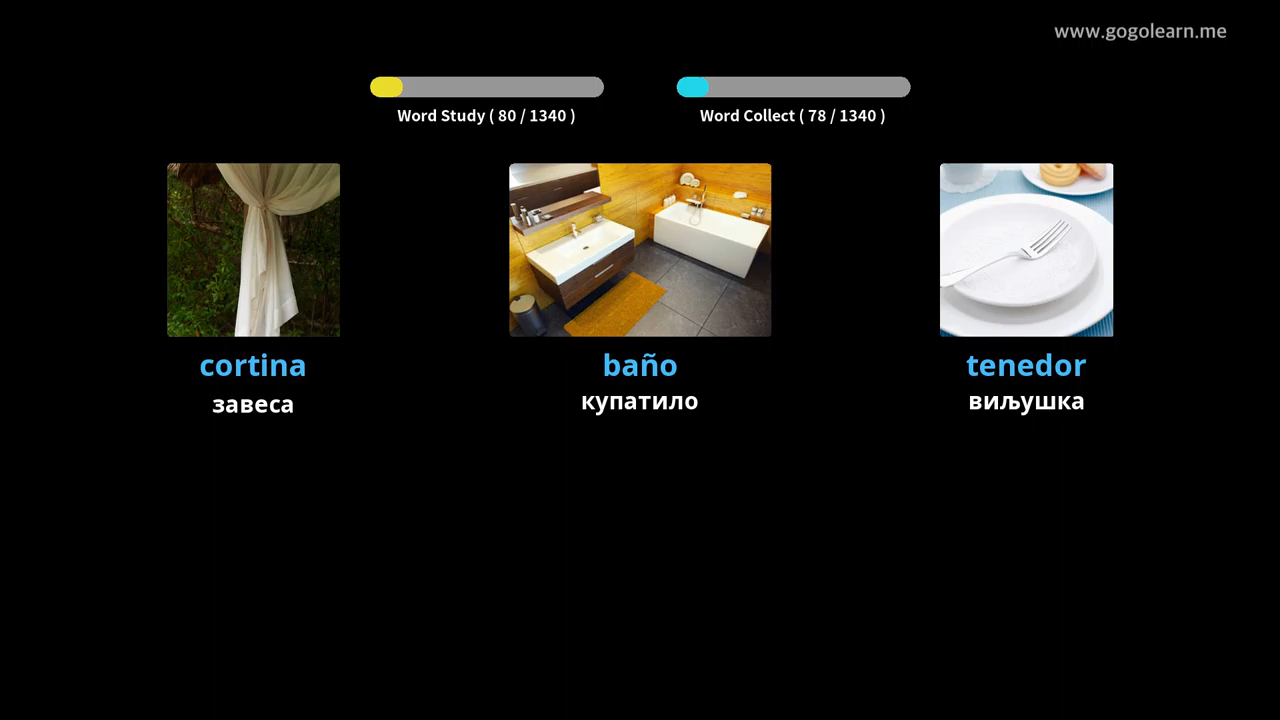 www.gogolearn.me
Word Study ( 80 / 1340 )
Word Collect ( 78 / 1340 )
cortina
baño
tenedor
завеса
купатило
виљушка